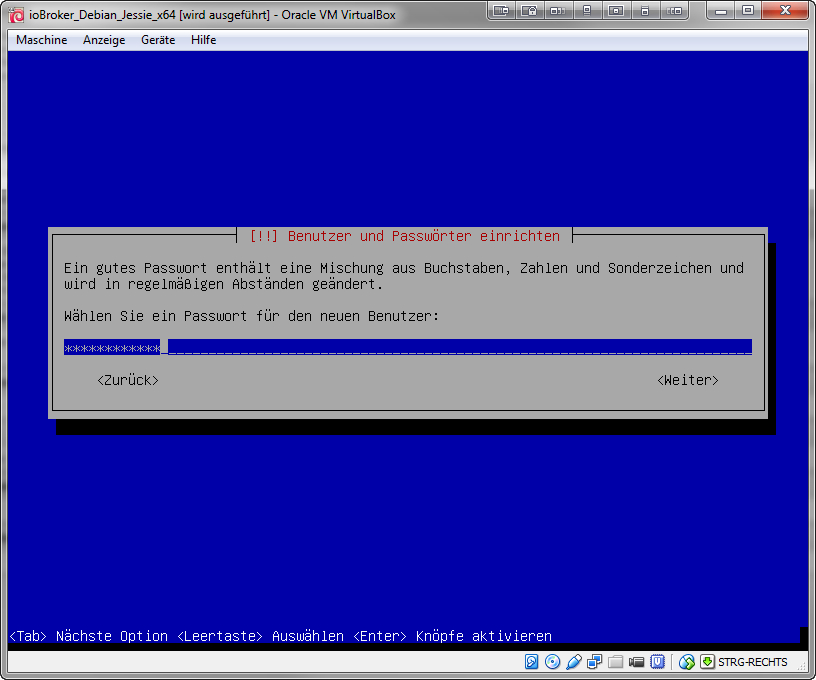 ioBroker_Debian_Jessie_x64 [wird ausgeführt] - Oracle VM VirtualBox
Maschine Anzeige Geräte Hilfe
[!!] Benutzer und Passwörter einrichten
Ein gutes Passwort enthält eine Mischung aus Buchstaben, Zahlen und Sonderzeichen und
wird in regelmäßigen Abständen geändert.
Wählen Sie ein Passwort für den neuen Benutzer:
************
<Zurück> <Weiter>
<Tab> Nächste Option <Leertaste> Auswählen <Enter> Knöpfe aktivieren
STRG-RECHTS